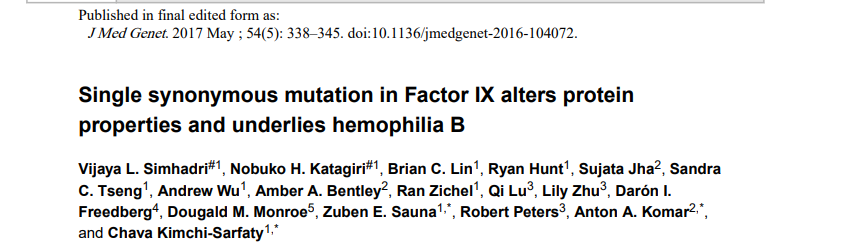 Published in final edited form as:
J Med Genet. 2017 May ; 54(5): 338–345. doi:10.1136/jmedgenet-2016-104072.
Single synonymous mutation in Factor IX alters protein
properties and underlies hemophilia B
Vijaya L. Simhadri#1, Nobuko H. Katagiri#1, Brian C. Lin1, Ryan Hunt1, Sujata Jha2, Sandra
C. Tseng1, Andrew Wu1, Amber A. Bentley2, Ran Zichel1, Qi Lu3, Lily Zhu3, Darón I.
Freedberg4, Dougald M. Monroe5, Zuben E. Sauna1,*, Robert Peters3, Anton A. Komar2,*,
and Chava Kimchi-Sarfaty1,*